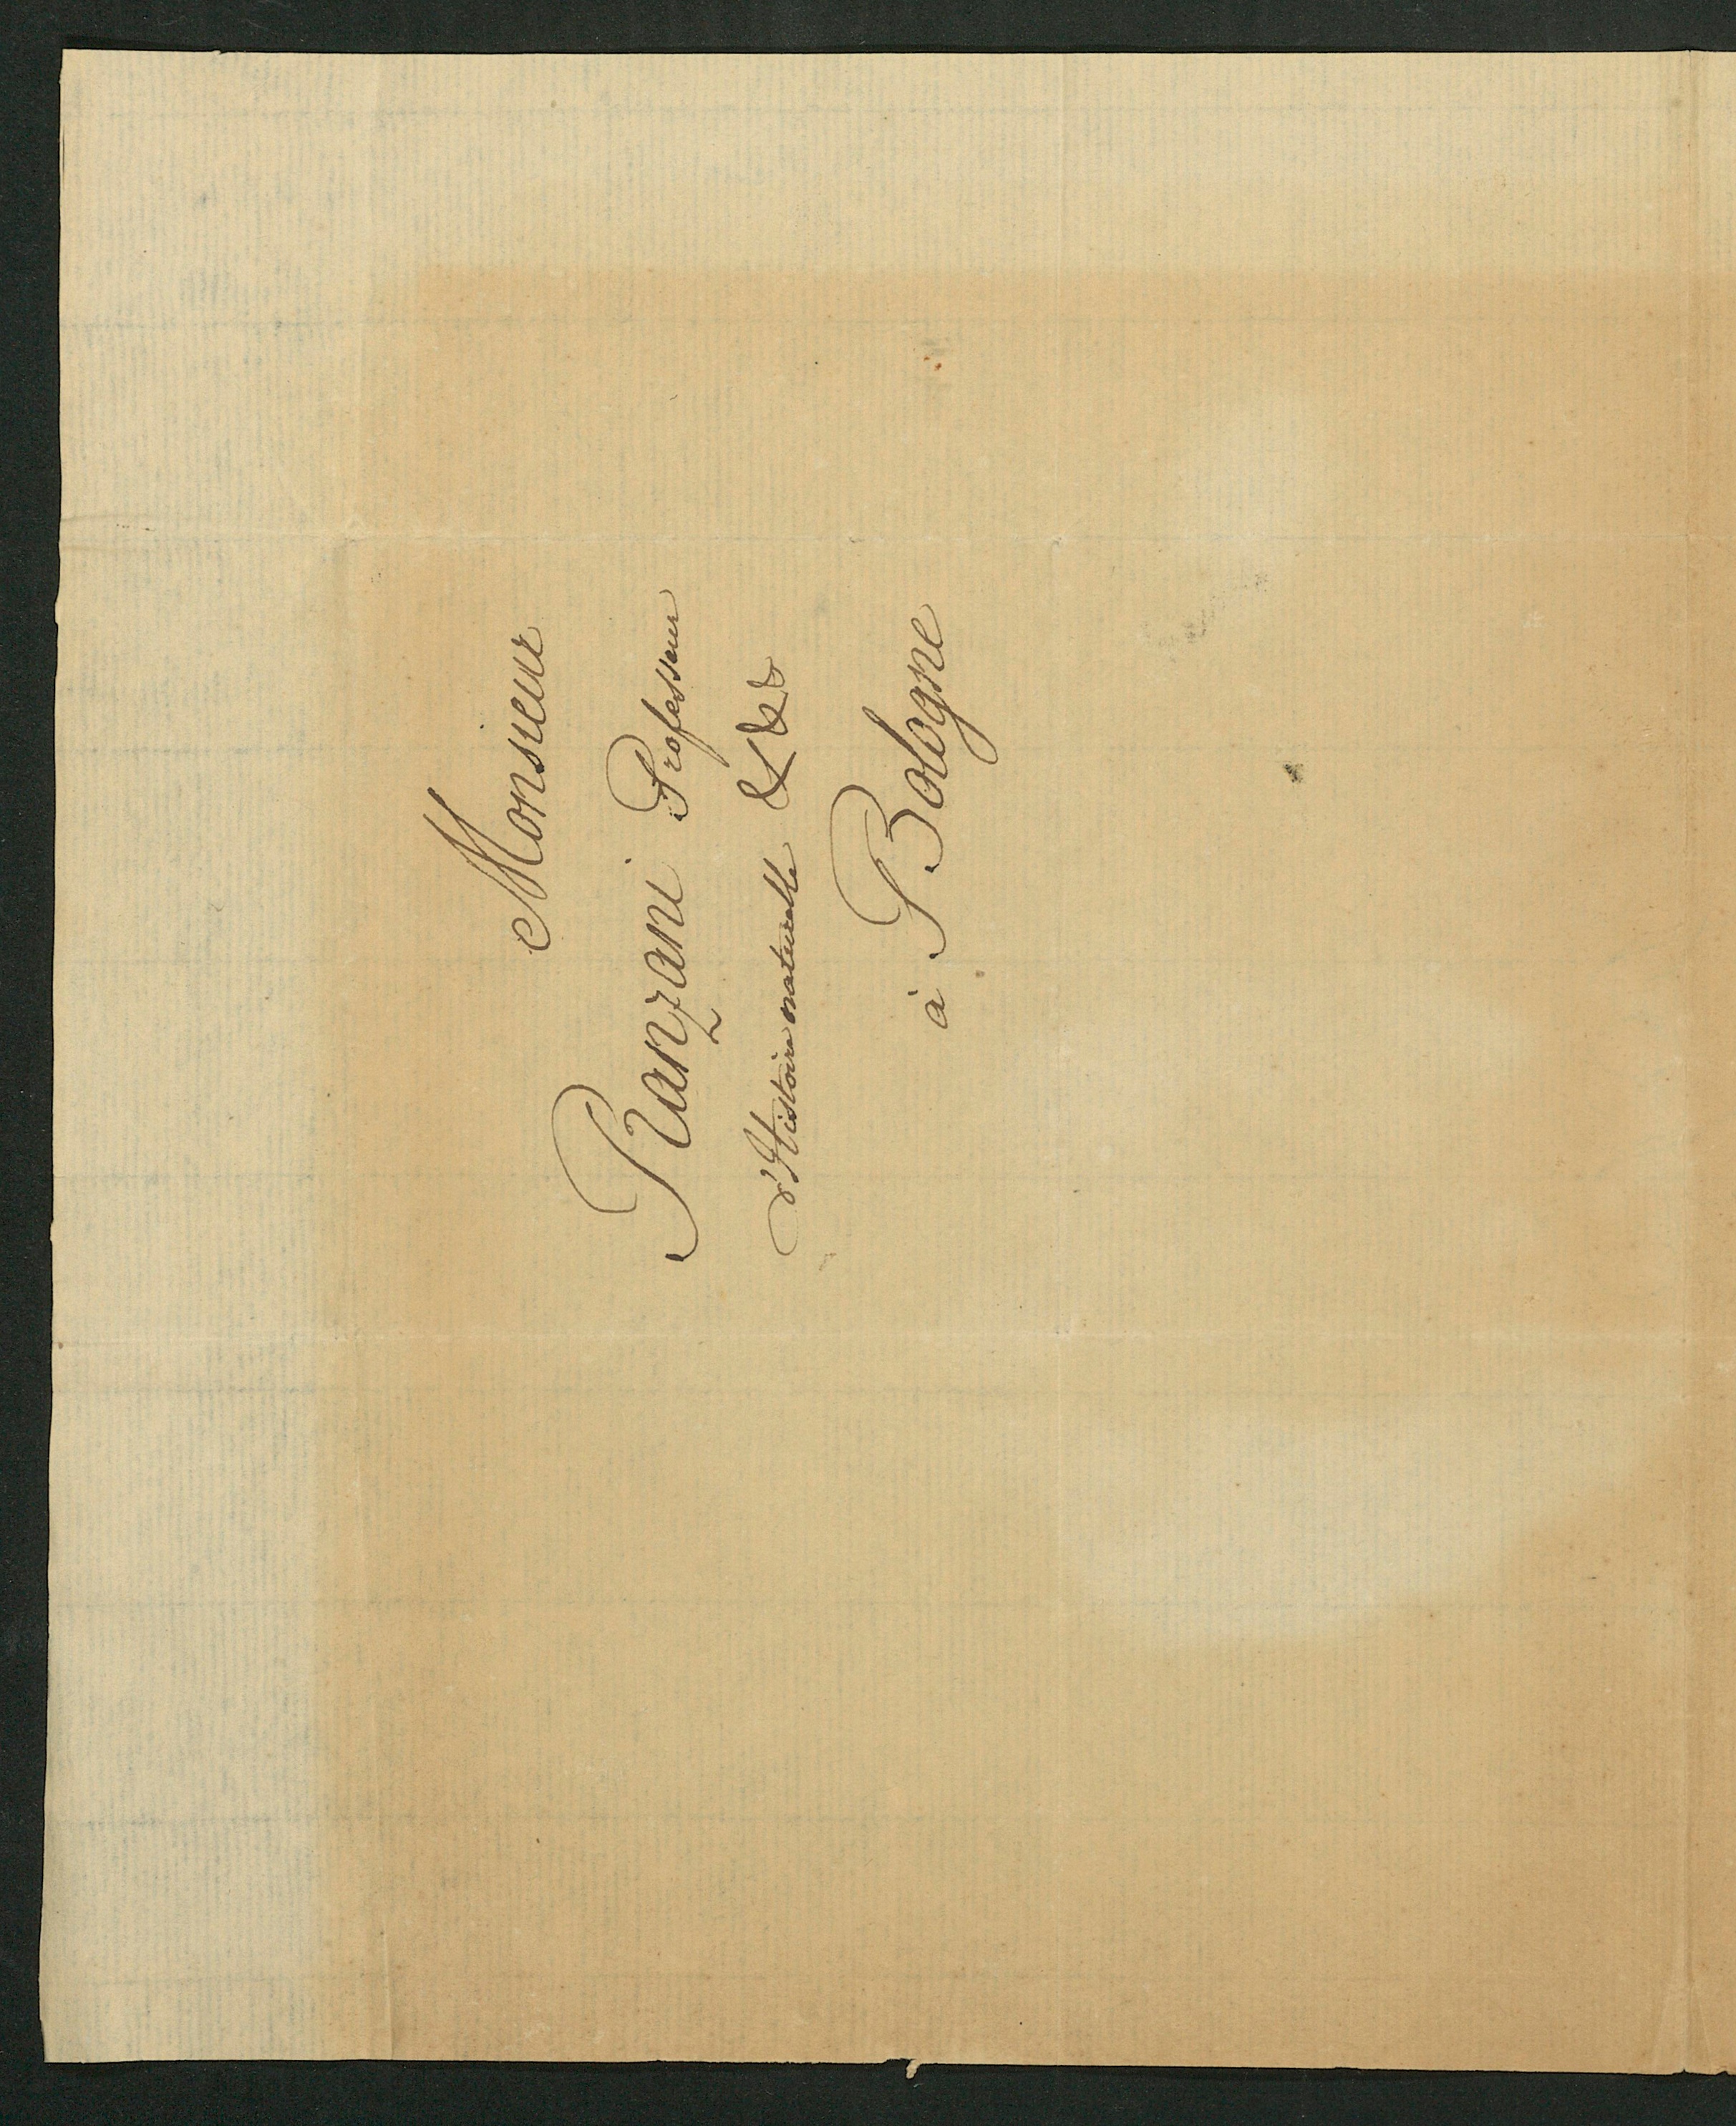 Monsieur
Ranzani Professeur
d'Histoire naturelle &&&
à Bologne